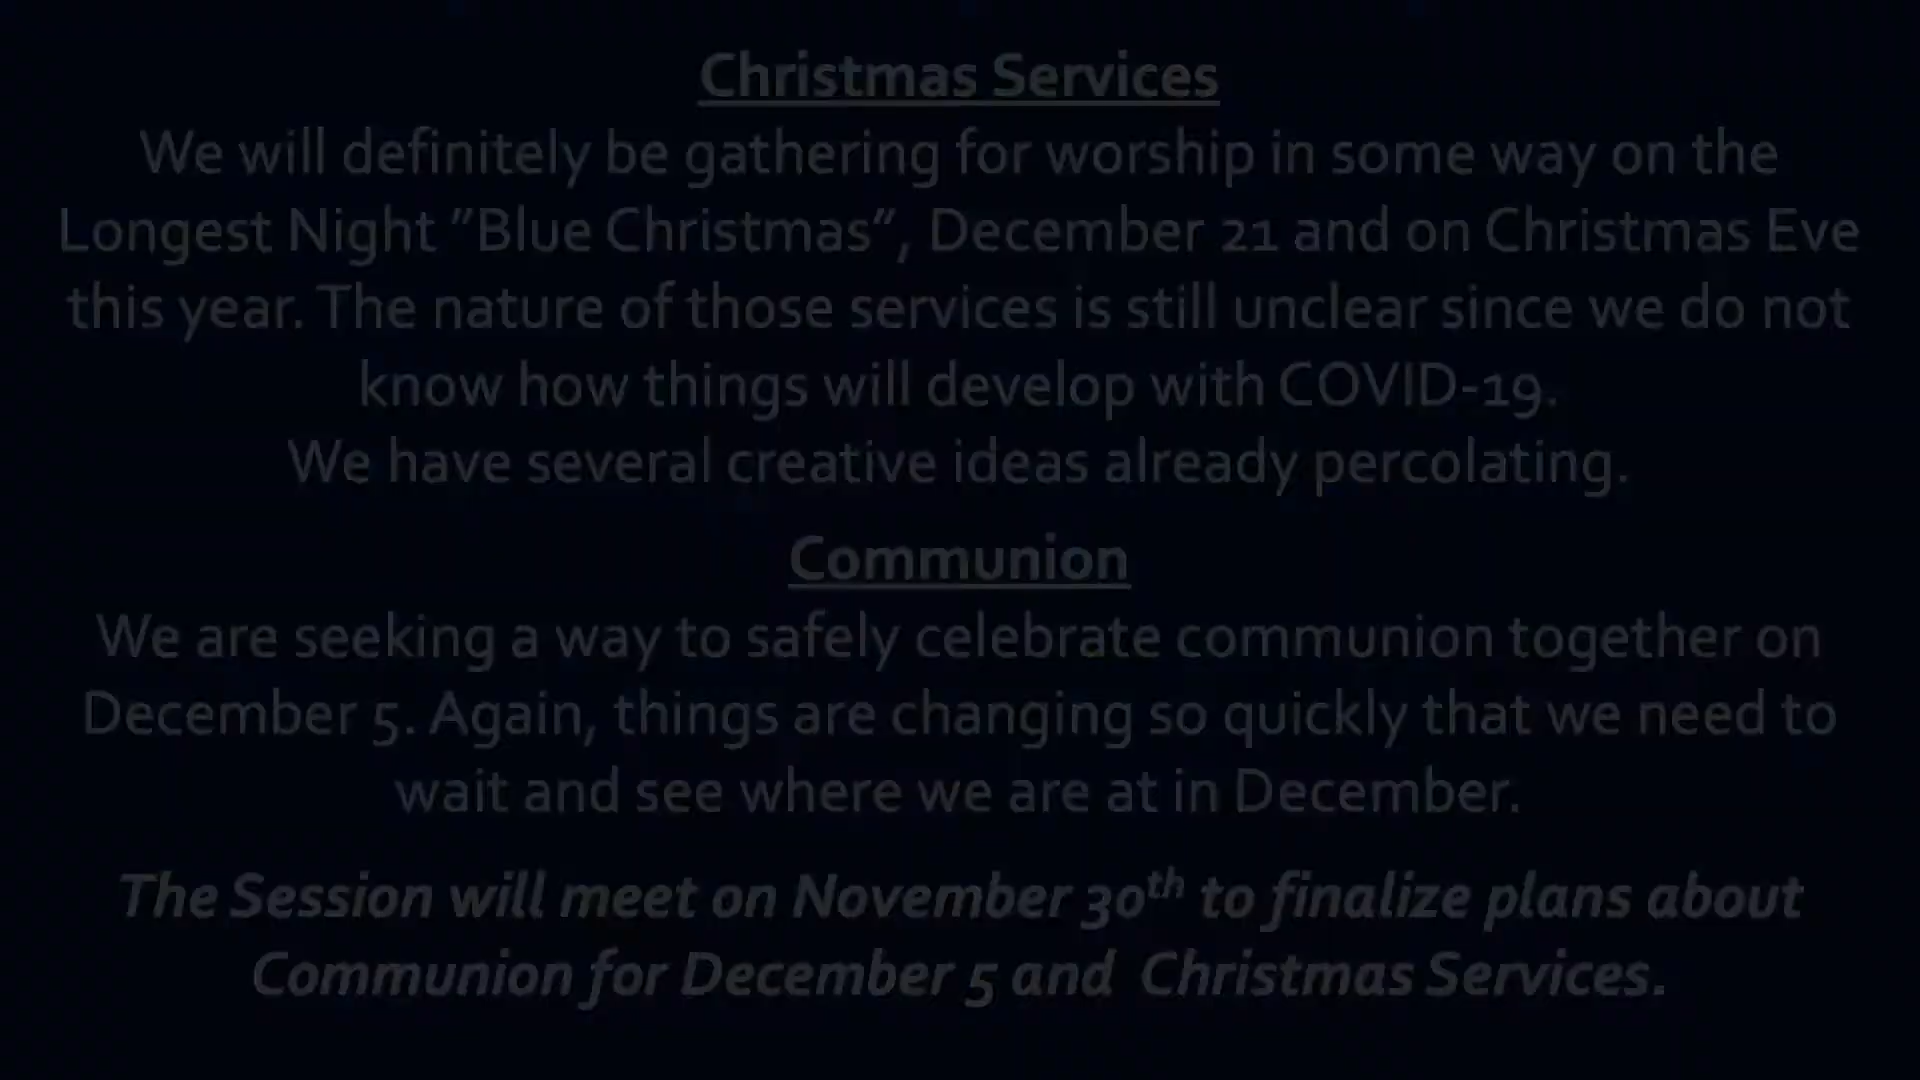 Christmas Services
We will definitely be gathering for worship in some way on the
Longest Night "Blue Christmas", December 21 and on Christmas Eve
this year. The nature of those services is still unclear since we do not
know how things will develop with COVID-19.
We have several creative ideas already percolating.
Communion
We are seeking a way to safely celebrate communion together on
December 5. Again, things are changing so quickly that we need to
wait and see where we are at in December.
The Session will meet on November 30th to finalize plans about
Communion for December 5 and Christmas Services.